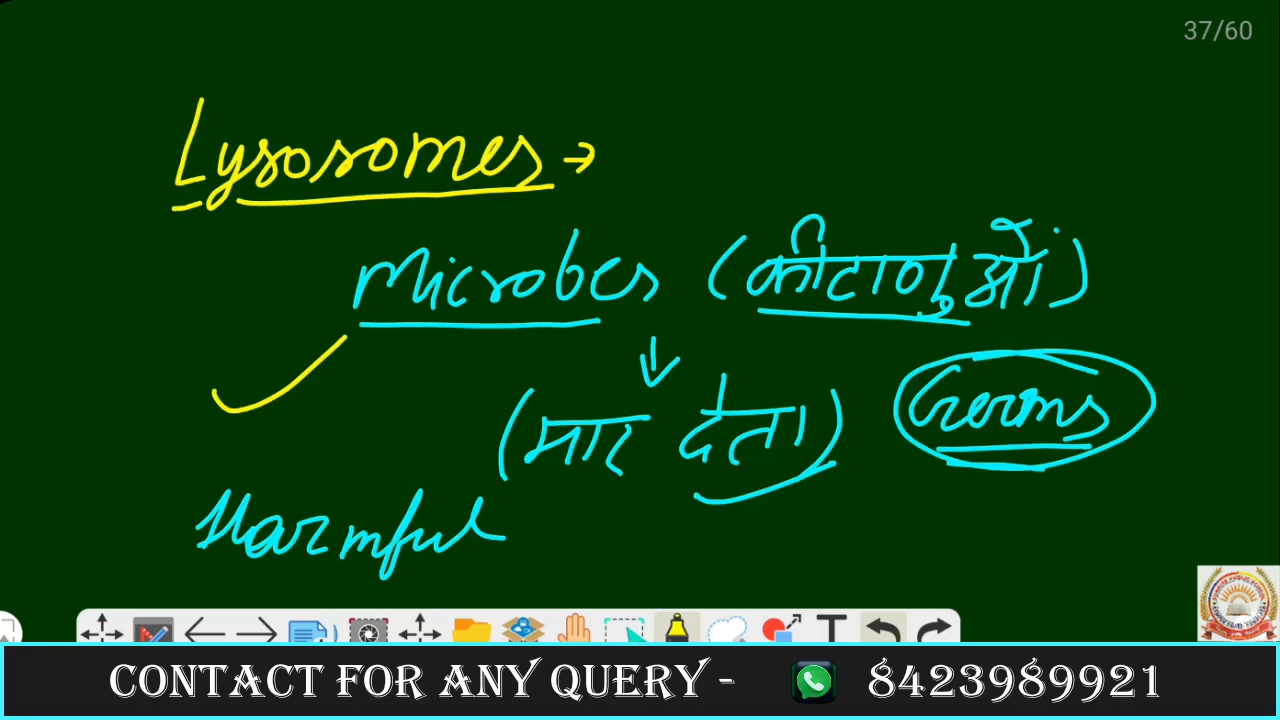 37/60
Lysosomes →
Microbes (कीटाणुओं)
↓
(मार देता) Germs
Harmful
CONTACT FOR ANY QUERY - 8423989921